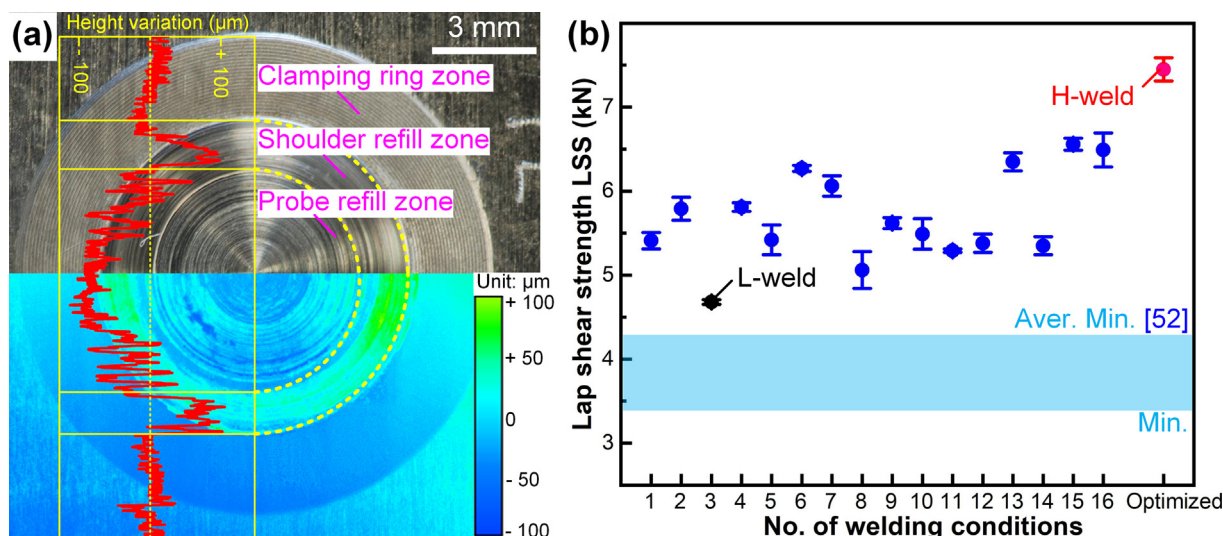 (a)
Height variation (µm)
- 100
+ 100
3 mm
Clamping ring zone
Shoulder refill zone
Probe refill zone
Unit: µm
+ 100
+ 50
0
- 50
- 100
(b)
Lap shear strength LSS (kN)
7
6
5
4
3
H-weld
L-weld
Aver. Min. [52]
Min.
1 2 3 4 5 6 7 8 9 10 11 12 13 14 15 16 Optimized
No. of welding conditions